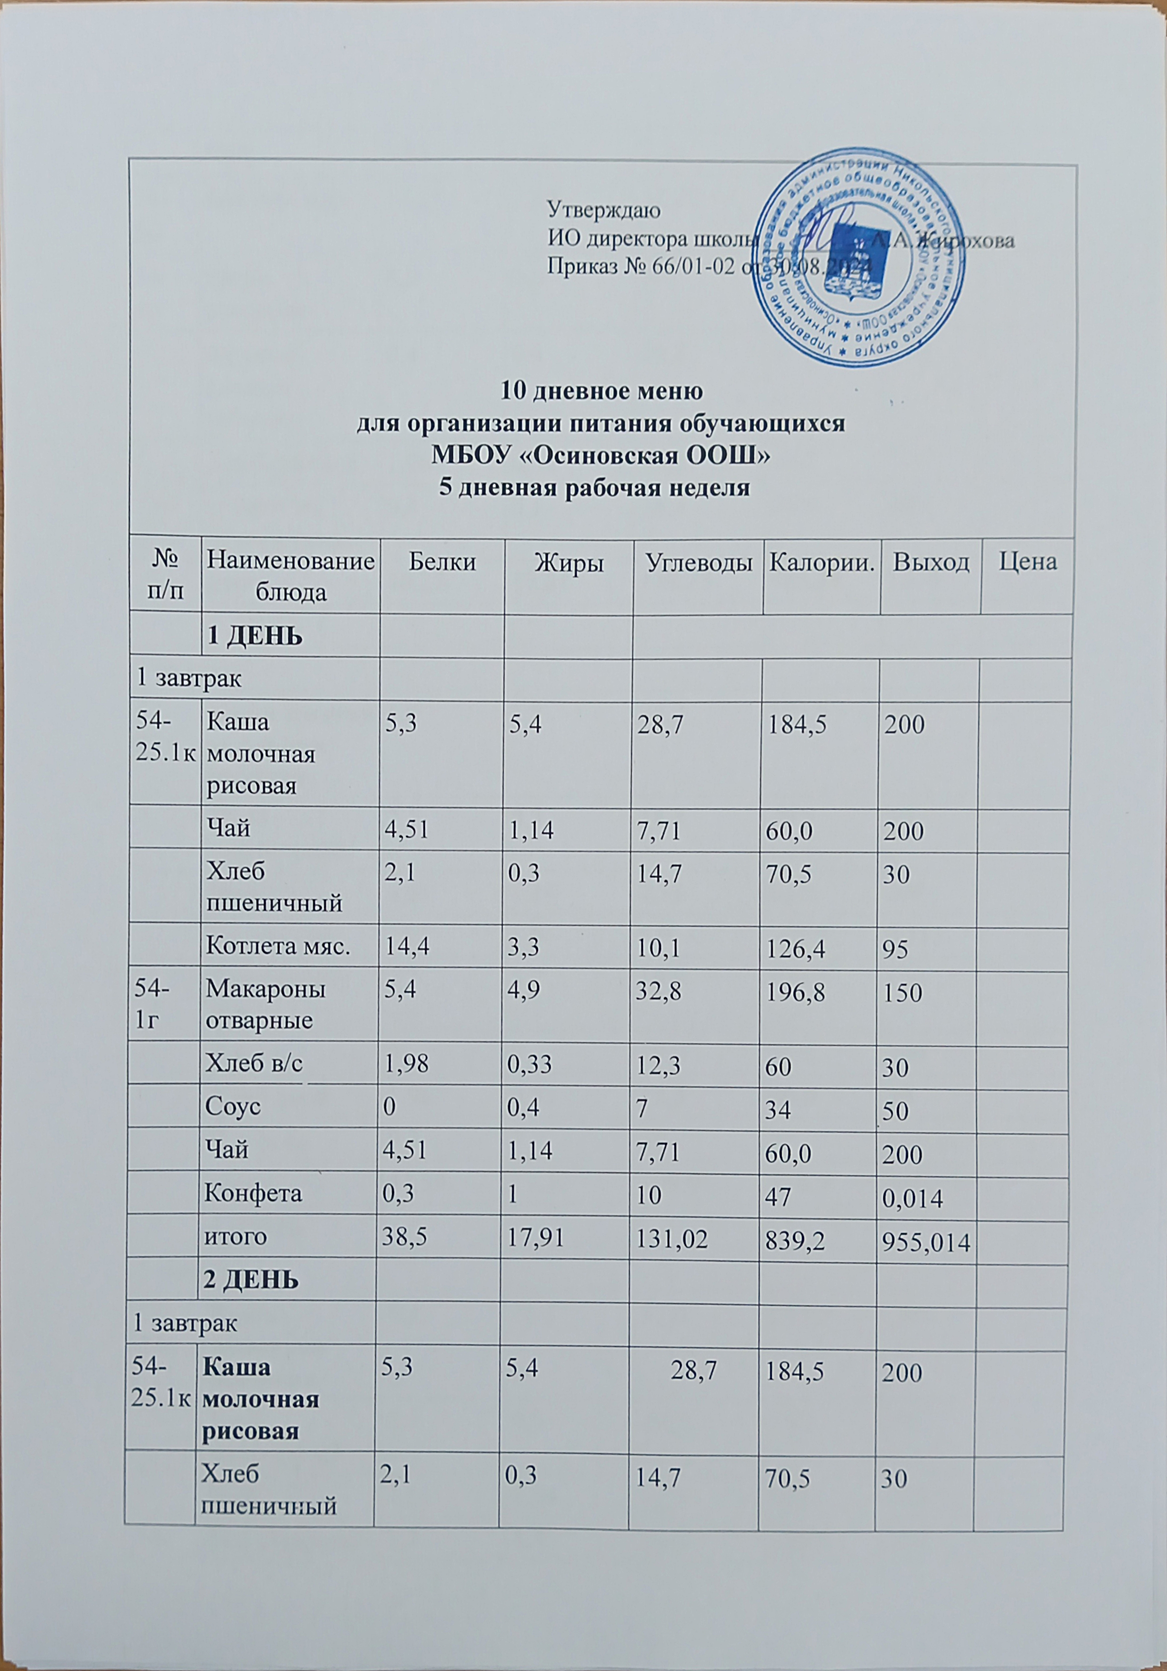 Утверждаю
ИО директора школы А.А.Жирохова
Приказ № 66/01-02 от 30.08.2024
10 дневное меню
для организации питания обучающихся
МБОУ «Осиновская ООШ»
5 дневная рабочая неделя
№ п/п Наименование блюда Белки Жиры Углеводы Калории. Выход Цена
1 ДЕНЬ
1 завтрак
54-25.1к Каша молочная рисовая 5,3 5,4 28,7 184,5 200
Чай 4,51 1,14 7,71 60,0 200
Хлеб пшеничный 2,1 0,3 14,7 70,5 30
Котлета мяс. 14,4 3,3 10,1 126,4 95
54-1г Макароны отварные 5,4 4,9 32,8 196,8 150
Хлеб в/с 1,98 0,33 12,3 60 30
Соус 0 0,4 7 34 50
Чай 4,51 1,14 7,71 60,0 200
Конфета 0,3 1 10 47 0,014
итого 38,5 17,91 131,02 839,2 955,014
2 ДЕНЬ
1 завтрак
54-25.1к Каша молочная рисовая 5,3 5,4 28,7 184,5 200
Хлеб пшеничный 2,1 0,3 14,7 70,5 30